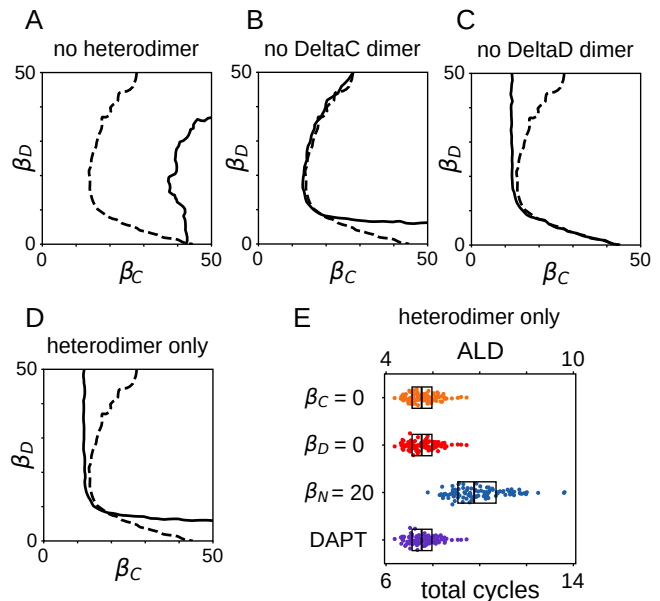 A
no heterodimer
50
β_D
0
0
β_C
50
B
no DeltaC dimer
50
β_D
0
0
β_C
50
C
no DeltaD dimer
50
β_D
0
0
β_C
50
D
heterodimer only
50
β_D
0
0
β_C
50
E
heterodimer only
4 ALD 10
β_C = 0
β_D = 0
β_N = 20
DAPT
6 total cycles 14